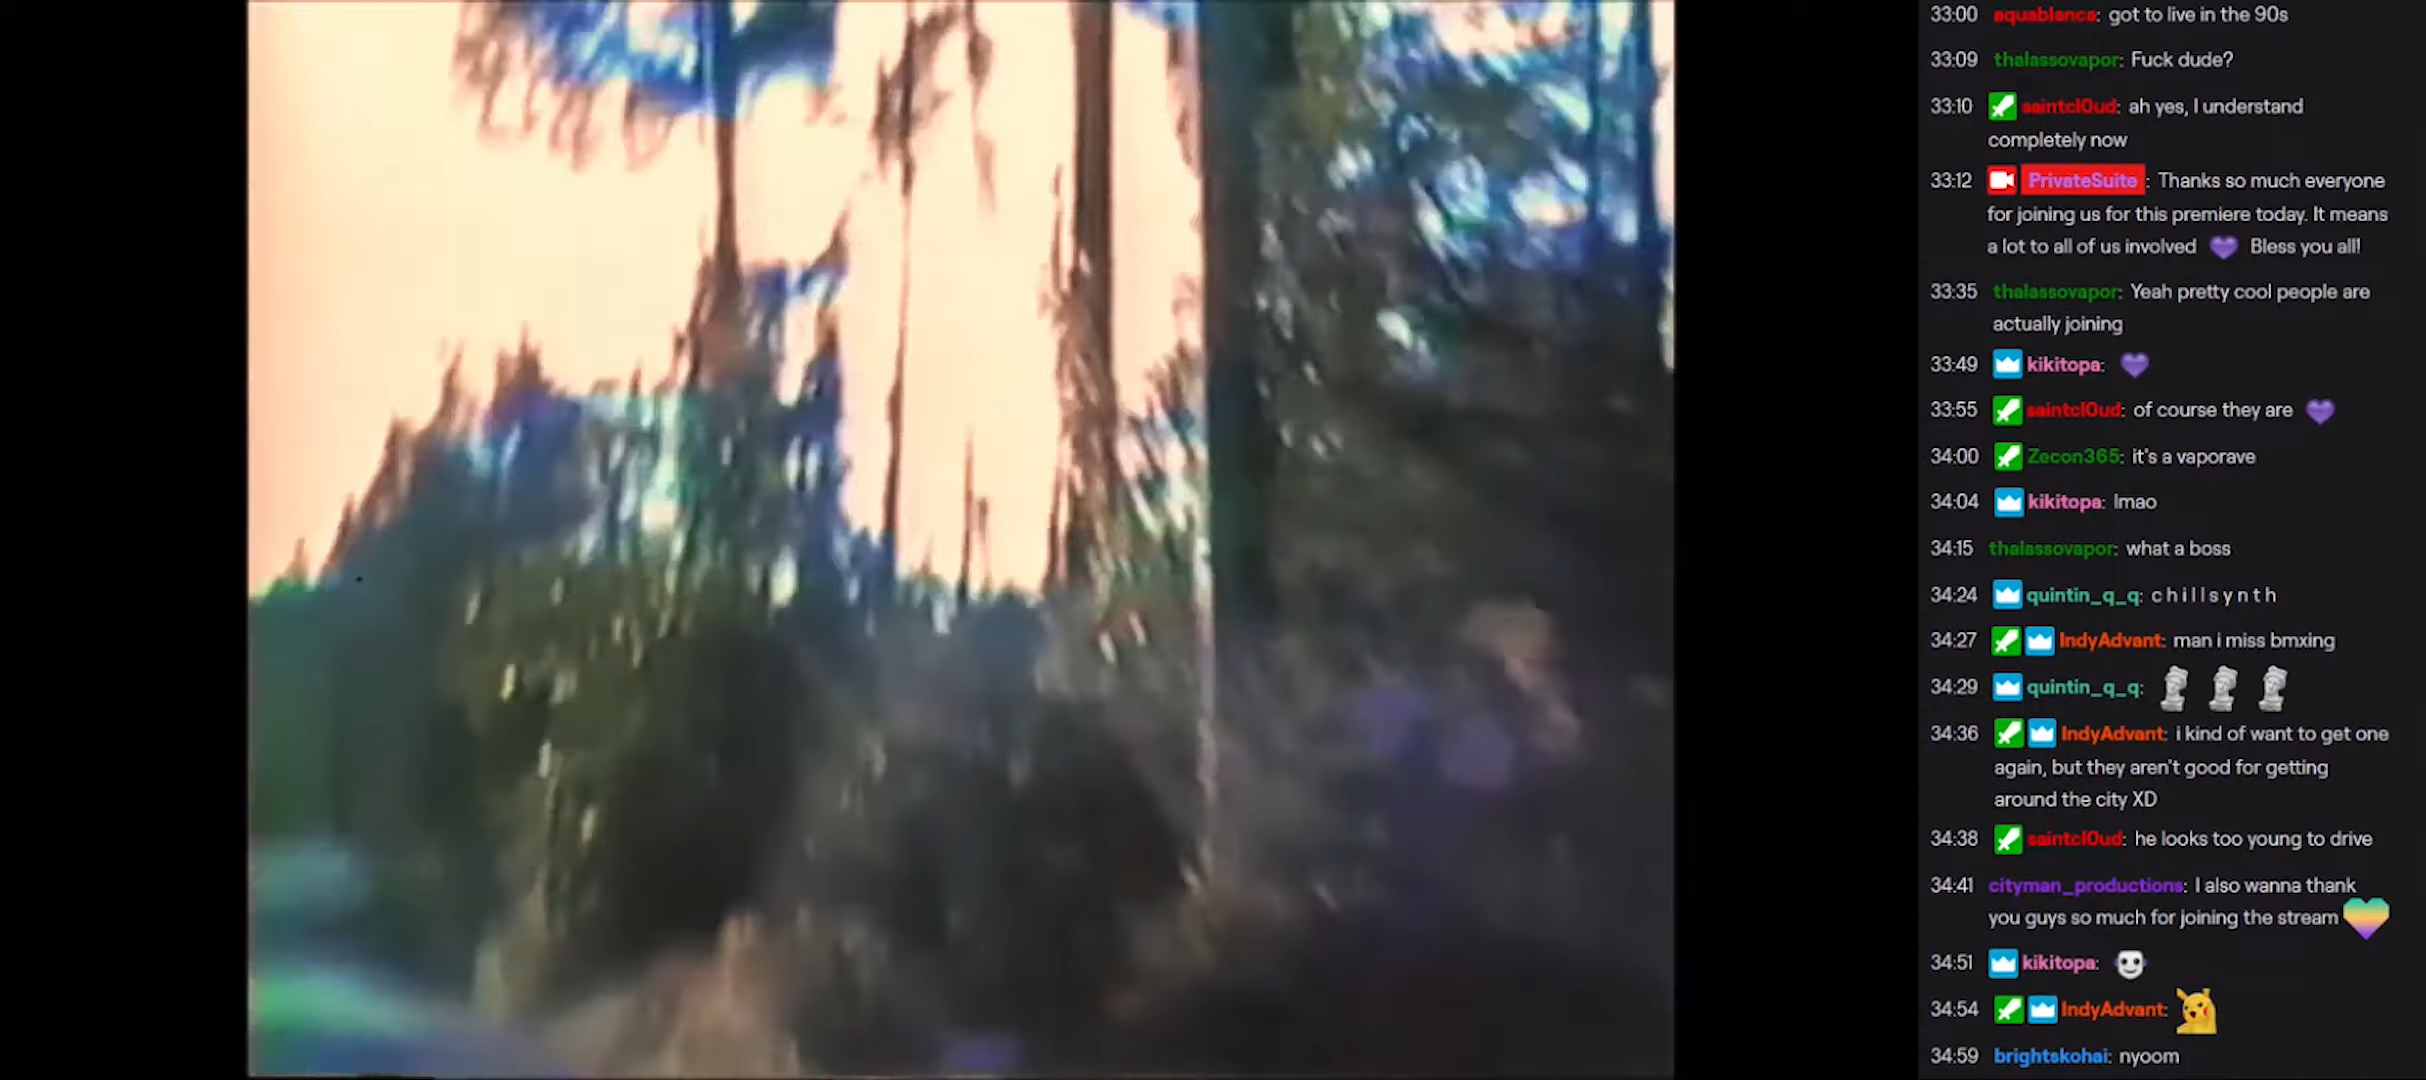 33:00 aquablanca: got to live in the 90s
33:09 thalassovapor: Fuck dude?
33:10 saintcl0ud: ah yes, I understand
completely now
33:12 PrivateSuite: Thanks so much everyone
for joining us for this premiere today. It means
a lot to all of us involved Bless you all!
33:35 thalassovapor: Yeah pretty cool people are
actually joining
33:49 kikitopa:
33:55 saintcl0ud: of course they are
34:00 Zecon365: it's a vaporave
34:04 kikitopa: lmao
34:15 thalassovapor: what a boss
34:24 quintin_q_q: c h i l l s y n t h
34:27 IndyAdvant: man i miss bmxing
34:29 quintin_q_q:
34:36 IndyAdvant: i kind of want to get one
again, but they aren't good for getting
around the city XD
34:38 saintcl0ud: he looks too young to drive
34:41 cityman_productions: I also wanna thank
you guys so much for joining the stream
34:51 kikitopa:
34:54 IndyAdvant:
34:59 brightskohai: nyoom